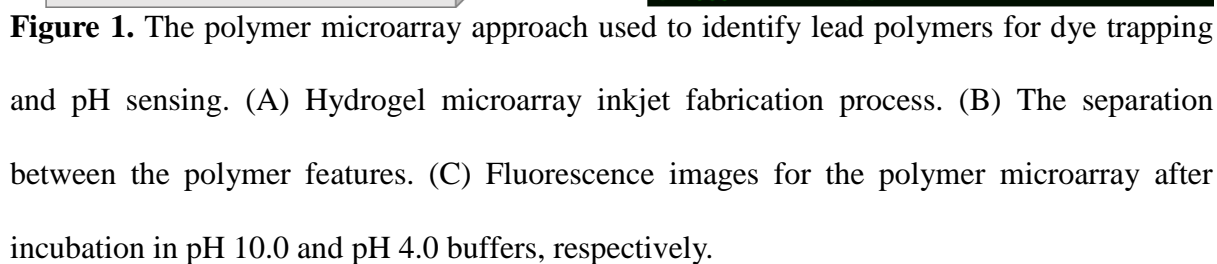 Figure 1. The polymer microarray approach used to identify lead polymers for dye trapping
and pH sensing. (A) Hydrogel microarray inkjet fabrication process. (B) The separation
between the polymer features. (C) Fluorescence images for the polymer microarray after
incubation in pH 10.0 and pH 4.0 buffers, respectively.